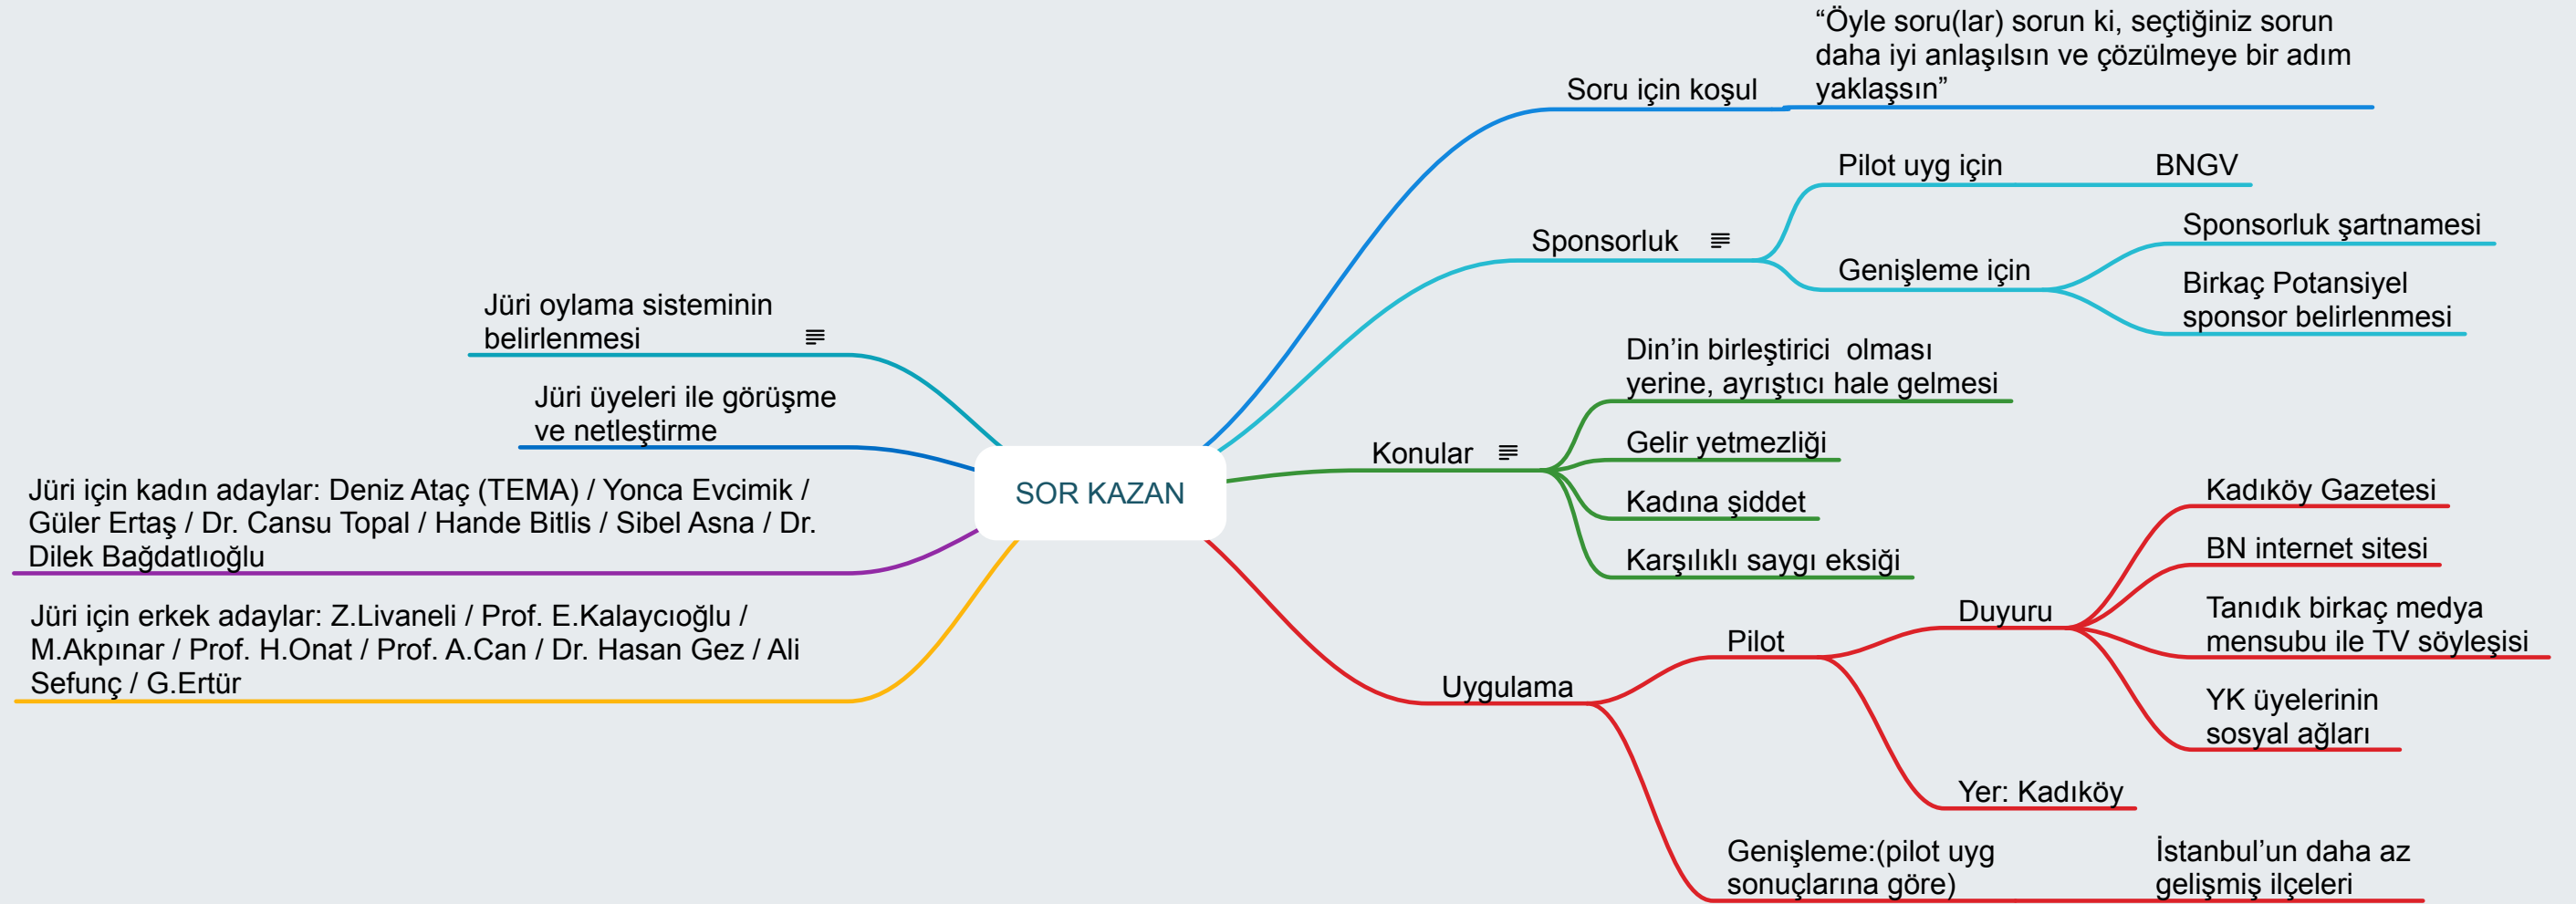 SOR KAZAN
Soru için koşul
“Öyle soru(lar) sorun ki, seçtiğiniz sorun
daha iyi anlaşılsın ve çözülmeye bir adım
yaklaşsın”
Sponsorluk
Pilot uyg için
BNGV
Genişleme için
Sponsorluk şartnamesi
Birkaç Potansiyel
sponsor belirlenmesi
Konular
Din’in birleştirici  olması
yerine, ayrıştıcı hale gelmesi
Gelir yetmezliği
Kadına şiddet
Karşılıklı saygı eksiği
Uygulama
Pilot
Duyuru
Kadıköy Gazetesi
BN internet sitesi
Tanıdık birkaç medya
mensubu ile TV söyleşisi
YK üyelerinin
sosyal ağları
Yer: Kadıköy
Genişleme:(pilot uyg
sonuçlarına göre)
İstanbul’un daha az
gelişmiş ilçeleri
Jüri oylama sisteminin
belirlenmesi
Jüri üyeleri ile görüşme
ve netleştirme
Jüri için kadın adaylar: Deniz Ataç (TEMA) / Yonca Evcimik /
Güler Ertaş / Dr. Cansu Topal / Hande Bitlis / Sibel Asna / Dr.
Dilek Bağdatlıoğlu
Jüri için erkek adaylar: Z.Livaneli / Prof. E.Kalaycıoğlu /
M.Akpınar / Prof. H.Onat / Prof. A.Can / Dr. Hasan Gez / Ali
Sefunç / G.Ertür